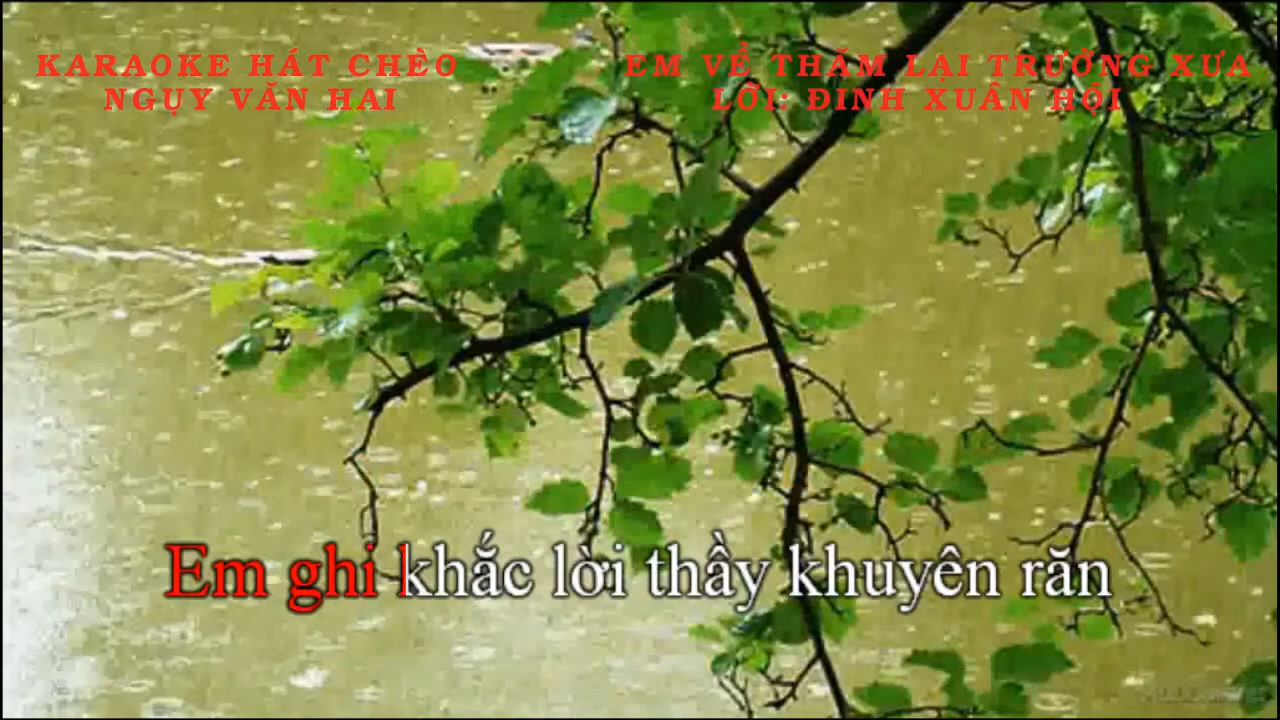 KARAOKE HÁT CHÈO
NGỤY VĂN HAI
EM VỀ THĂM LẠI TRƯỜNG XƯA
LỜI: ĐINH XUÂN HỘI
Em ghi khắc lời thầy khuyên răn